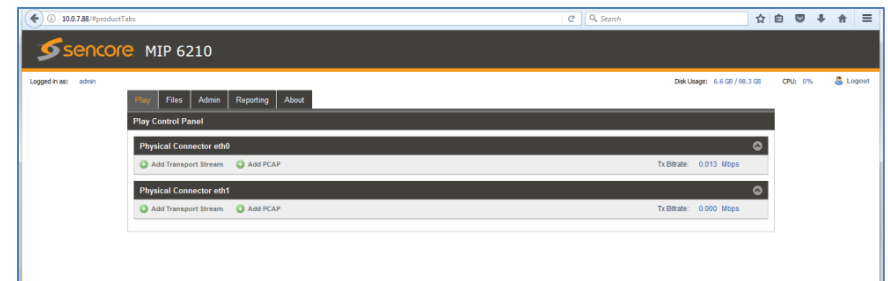 10.0.7.88/#productTabs
Search
sencore MIP 6210
Logged in as: admin
Disk Usage: 6.6 GB / 98.3 GB CPU: 0% Logout
Play Files Admin Reporting About
Play Control Panel
Physical Connector eth0
Add Transport Stream Add PCAP Tx Bitrate: 0.013 Mbps
Physical Connector eth1
Add Transport Stream Add PCAP Tx Bitrate: 0.000 Mbps